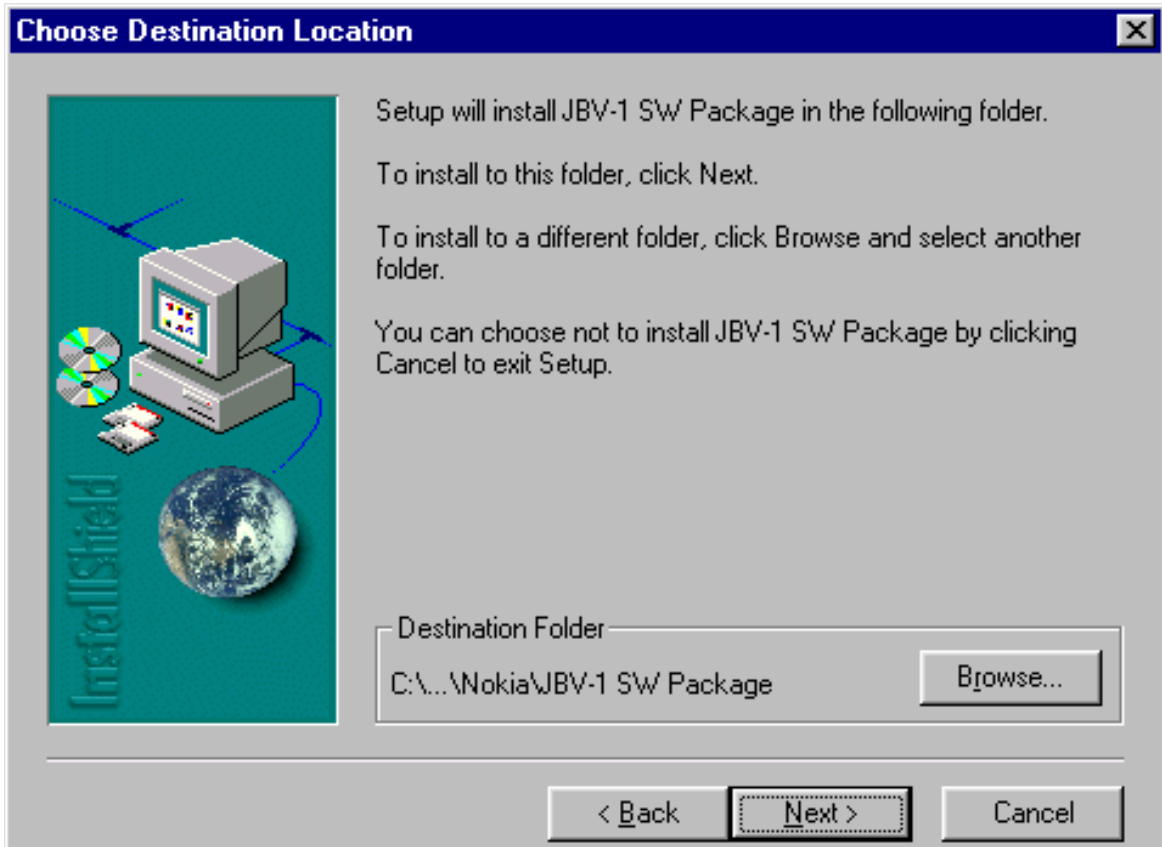 Choose Destination Location
Setup will install JBV-1 SW Package in the following folder.
To install to this folder, click Next.
To install to a different folder, click Browse and select another
folder.
You can choose not to install JBV-1 SW Package by clicking
Cancel to exit Setup.
InstallShield
Destination Folder
C:\...\Nokia\JBV-1 SW Package
Browse...
< Back
Next >
Cancel